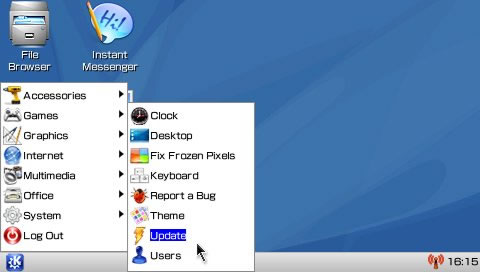 Hi!
File
Browser
Instant
Messenger
Accessories
Games
Graphics
Internet
Multimedia
Office
System
Log Out
Clock
Desktop
Fix Frozen Pixels
Keyboard
Report a Bug
Theme
Update
Users
16:15